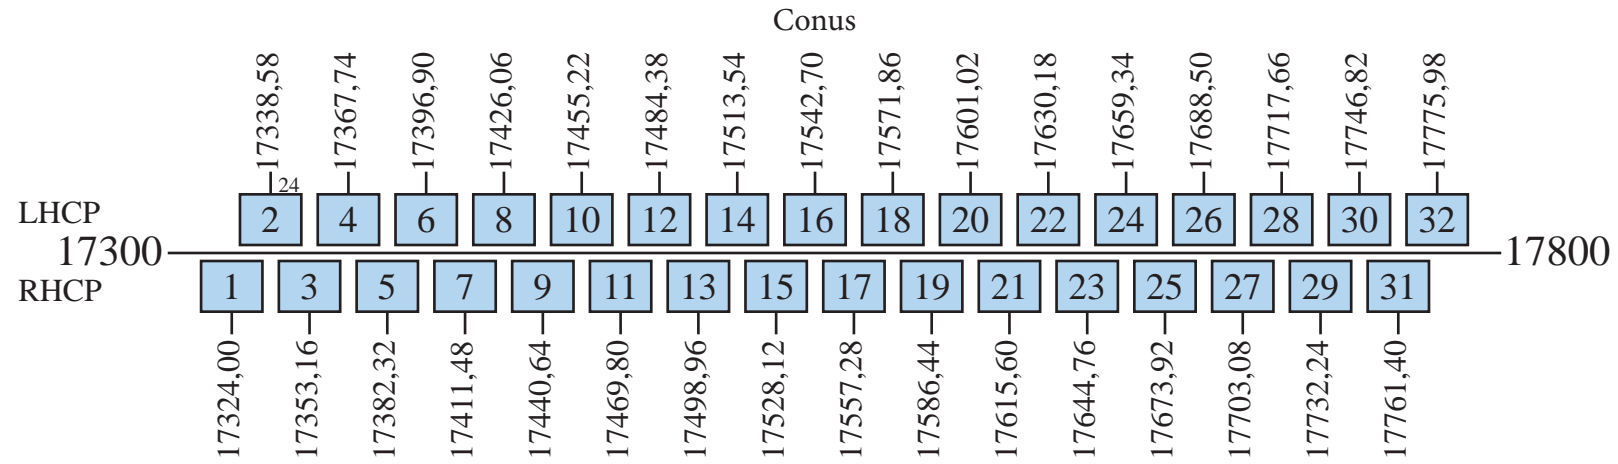 Conus
17338,58 17367,74 17396,90 17426,06 17455,22 17484,38 17513,54 17542,70 17571,86 17601,02 17630,18 17659,34 17688,50 17717,66 17746,82 17775,98
24
LHCP 2 4 6 8 10 12 14 16 18 20 22 24 26 28 30 32
17300 17800
RHCP 1 3 5 7 9 11 13 15 17 19 21 23 25 27 29 31
17324,00 17353,16 17382,32 17411,48 17440,64 17469,80 17498,96 17528,12 17557,28 17586,44 17615,60 17644,76 17673,92 17703,08 17732,24 17761,40